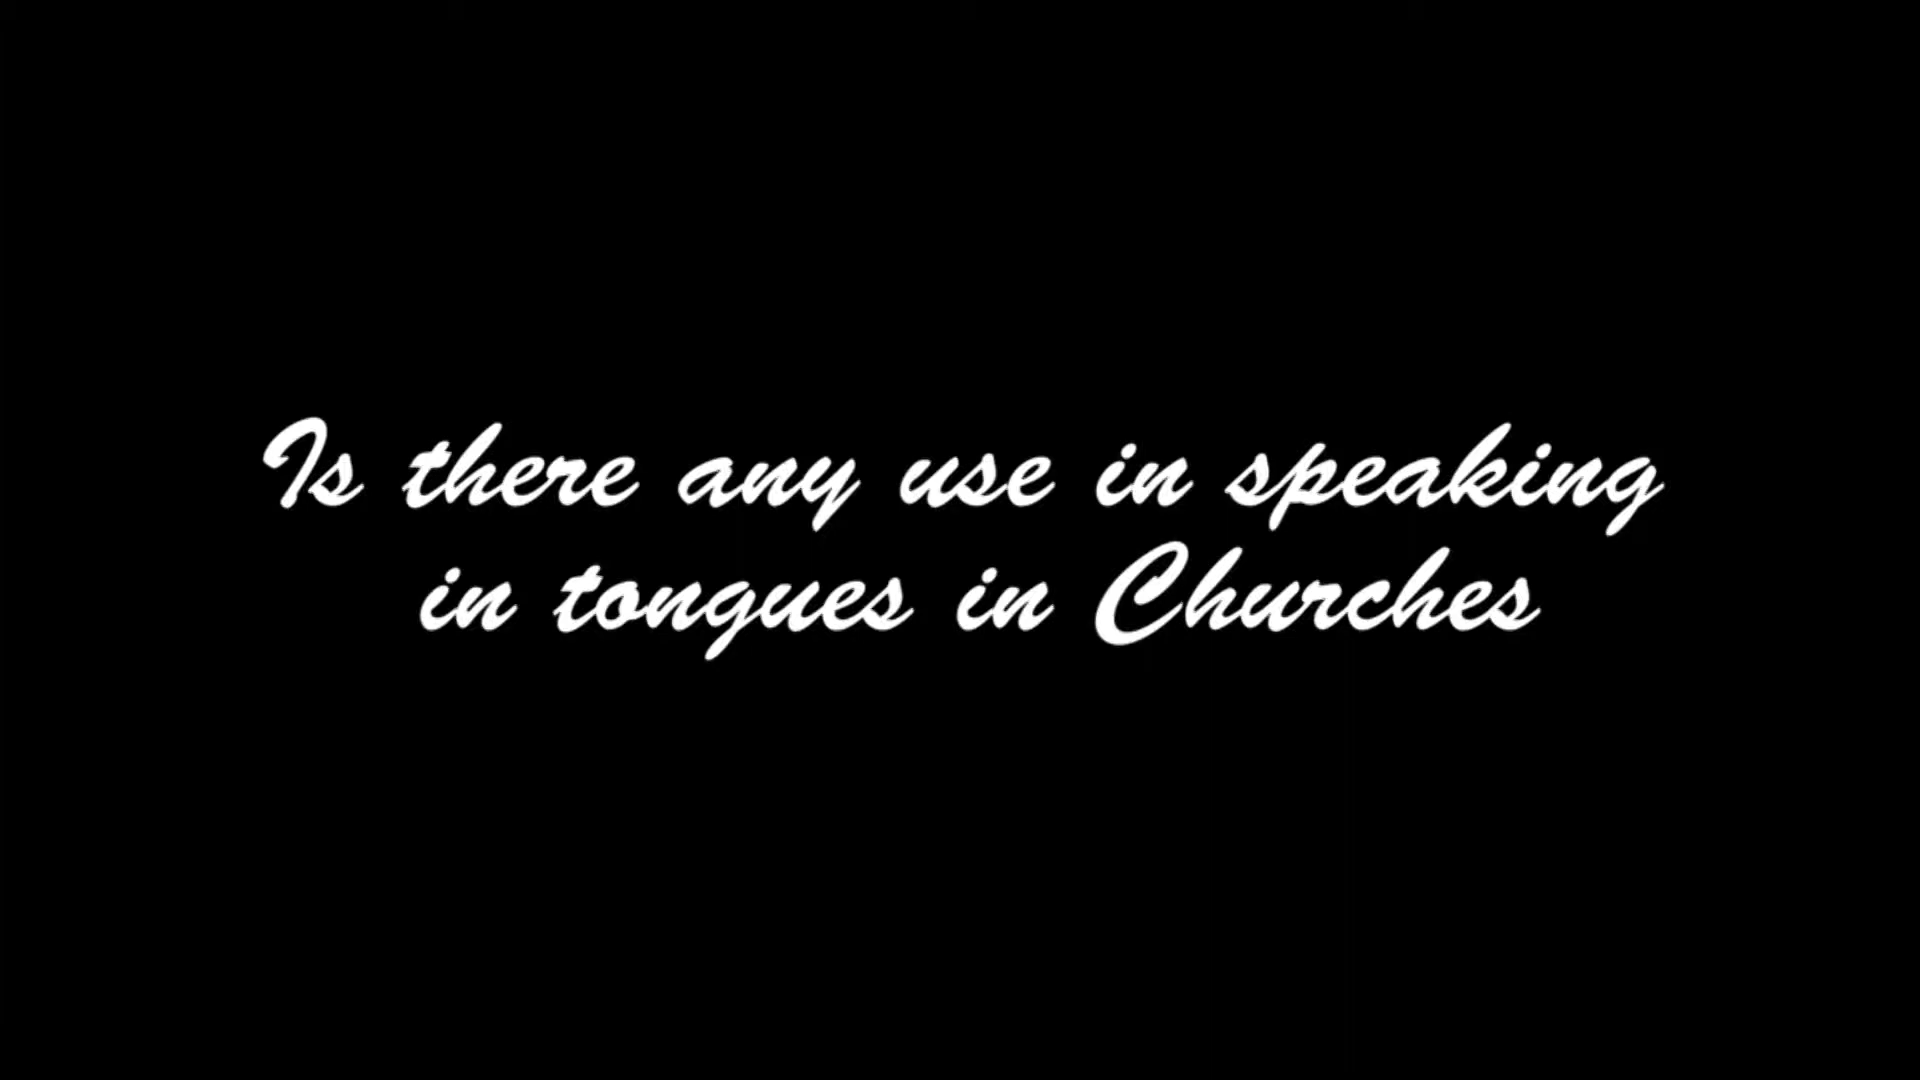 Is there any use in speaking
in tongues in Churches